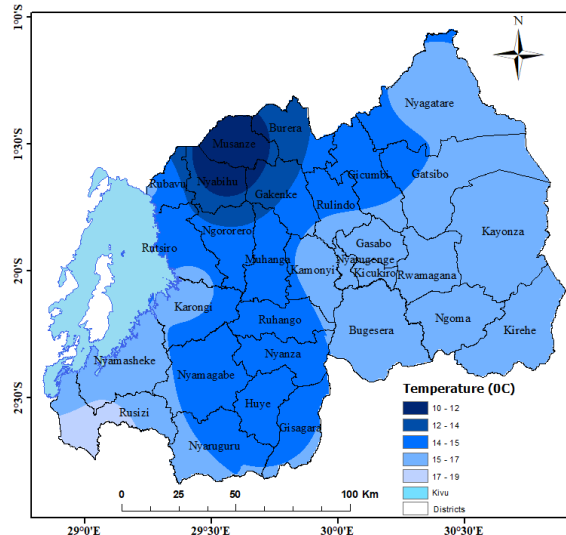 1°0'S
N
Nyagatare
Burera
1°30'S
Musanze
Rubavu
Nyabihu
Gakenke
Gicumbi
Gatsibo
Rulindo
Ngororero
Kayonza
Rutsiro
Muhanga
Gasabo
2°0'S
Kamonyi
Nyarugenge
Kicukiro
Rwamagana
Karongi
Ruhango
Bugesera
Ngoma
Kirehe
Nyamasheke
Nyanza
Nyamagabe
2°30'S
Rusizi
Huye
Gisagara
Nyaruguru
Temperature (0C)
10 - 12
12 - 14
14 - 15
15 - 17
17 - 19
Kivu
Districts
0 25 50 100 Km
29°0'E 29°30'E 30°0'E 30°30'E